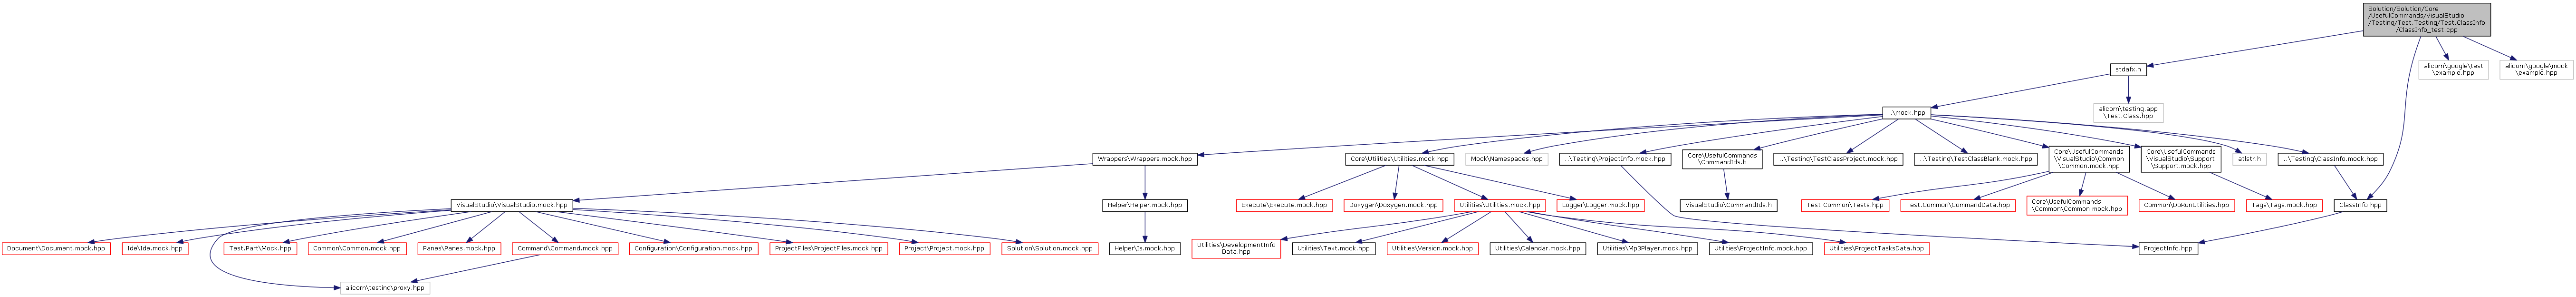 Solution/Solution/Core
/UsefulCommands/VisualStudio
/Testing/Test.Testing/Test.ClassInfo
/ClassInfo_test.cpp
stdafx.h
alicorn\google\test
\example.hpp
alicorn\google\mock
\example.hpp
..\mock.hpp
alicorn\testing.app
\Test.Class.hpp
Wrappers\Wrappers.mock.hpp
Core\Utilities\Utilities.mock.hpp
Mock\Namespaces.hpp
..\Testing\ProjectInfo.mock.hpp
Core\UsefulCommands
\CommandIds.h
..\Testing\TestClassProject.mock.hpp
..\Testing\TestClassBlank.mock.hpp
Core\UsefulCommands
\VisualStudio\Common
\Common.mock.hpp
Core\UsefulCommands
\VisualStudio\Support
\Support.mock.hpp
atlstr.h
..\Testing\ClassInfo.mock.hpp
VisualStudio\VisualStudio.mock.hpp
Helper\Helper.mock.hpp
Execute\Execute.mock.hpp
Doxygen\Doxygen.mock.hpp
Utilities\Utilities.mock.hpp
Logger\Logger.mock.hpp
VisualStudio\CommandIds.h
Test.Common\Tests.hpp
Test.Common\CommandData.hpp
Core\UsefulCommands
\Common\Common.mock.hpp
Common\DoRunUtilities.hpp
Tags\Tags.mock.hpp
ClassInfo.hpp
Document\Document.mock.hpp
Ide\Ide.mock.hpp
Test.Part\Mock.hpp
Common\Common.mock.hpp
Panes\Panes.mock.hpp
Command\Command.mock.hpp
Configuration\Configuration.mock.hpp
ProjectFiles\ProjectFiles.mock.hpp
Project\Project.mock.hpp
Solution\Solution.mock.hpp
Helper\Is.mock.hpp
Utilities\DevelopmentInfo
Data.hpp
Utilities\Text.mock.hpp
Utilities\Version.mock.hpp
Utilities\Calendar.mock.hpp
Utilities\Mp3Player.mock.hpp
Utilities\ProjectInfo.mock.hpp
Utilities\ProjectTasksData.hpp
ProjectInfo.hpp
alicorn\testing\proxy.hpp